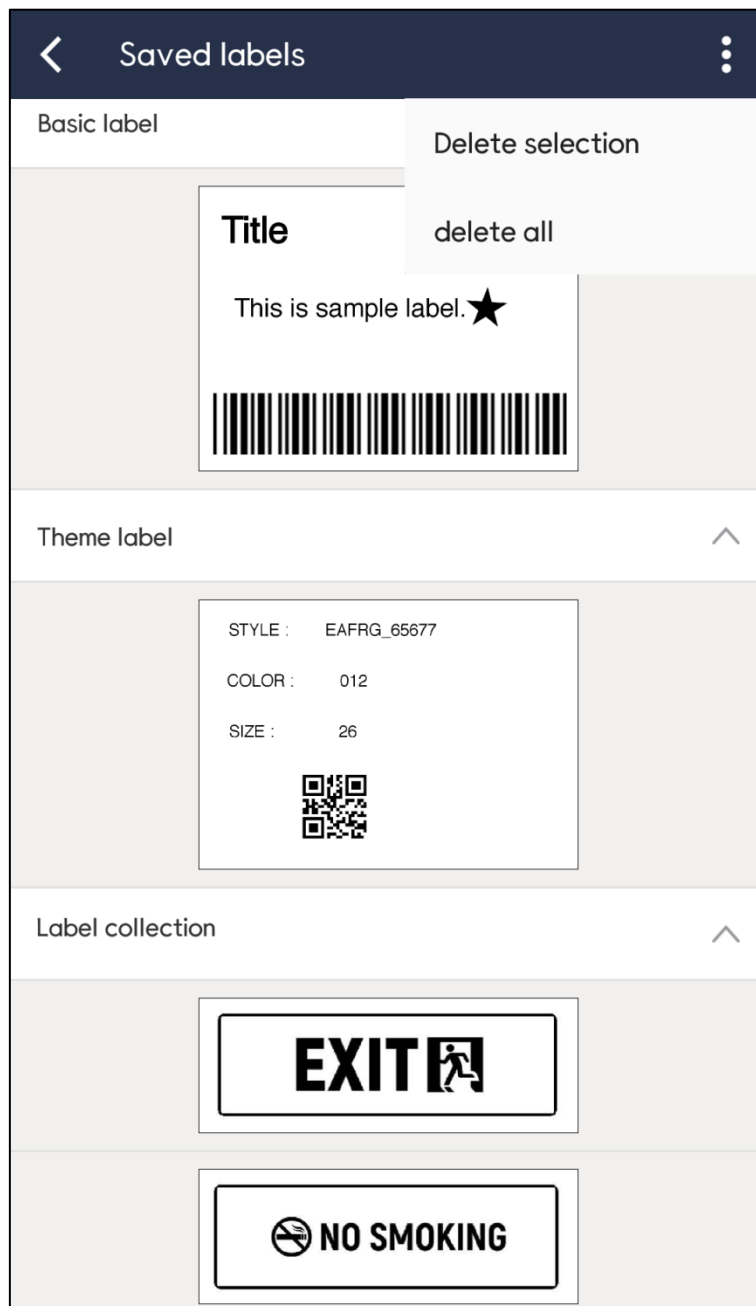 Saved labels
Basic label
Delete selection
delete all
Title
This is sample label.
Theme label
STYLE : EAFRG_65677
COLOR : 012
SIZE : 26
Label collection
EXIT
NO SMOKING